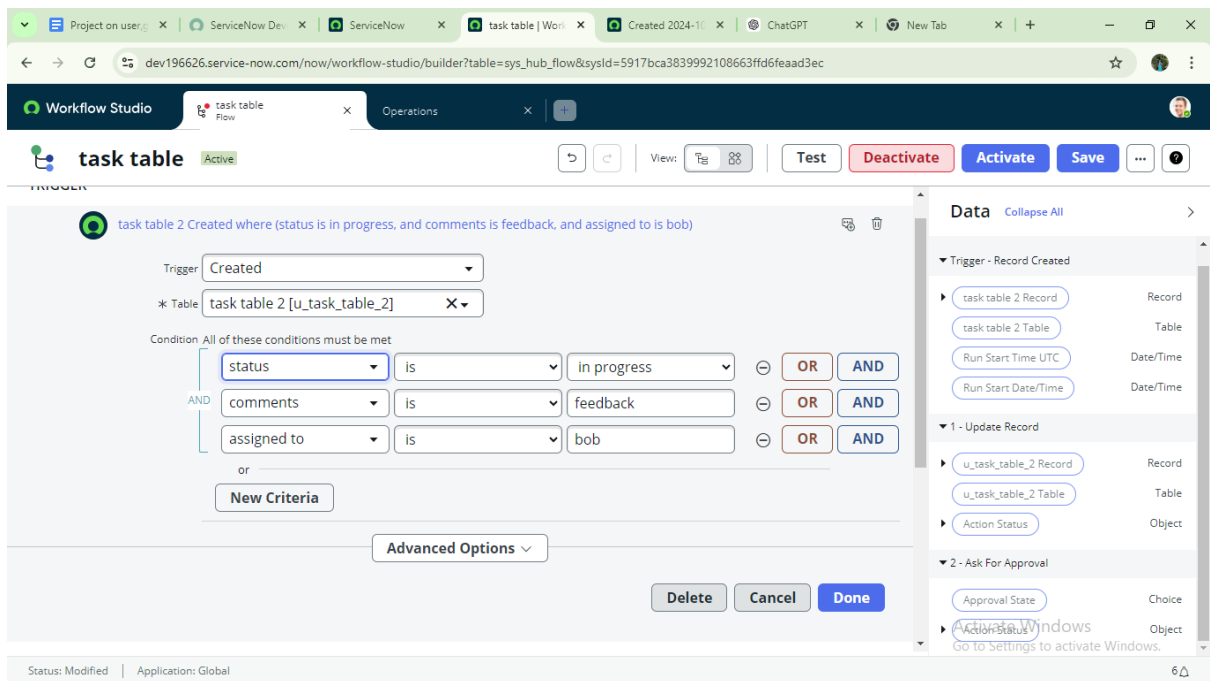 Project on user,g
ServiceNow Dev
ServiceNow
task table | Work
Created 2024-10
ChatGPT
New Tab
dev196626.service-now.com/now/workflow-studio/builder?table=sys_hub_flow&sysId=5917bca3839992108663ffd6feaad3ec
Workflow Studio
task table
Flow
Operations
task table
Active
View:
Test
Deactivate
Activate
Save
TRIGGER
task table 2 Created where (status is in progress, and comments is feedback, and assigned to is bob)
Trigger Created
* Table task table 2 [u_task_table_2]
Condition All of these conditions must be met
status is in progress OR AND
AND comments is feedback OR AND
assigned to is bob OR AND
or
New Criteria
Advanced Options
Delete Cancel Done
Data Collapse All
Trigger - Record Created
task table 2 Record Record
task table 2 Table Table
Run Start Time UTC Date/Time
Run Start Date/Time Date/Time
1 - Update Record
u_task_table_2 Record Record
u_task_table_2 Table Table
Action Status Object
2 - Ask For Approval
Approval State Choice
Action Status Object
Activate Windows
Go to Settings to activate Windows.
Status: Modified Application: Global
6